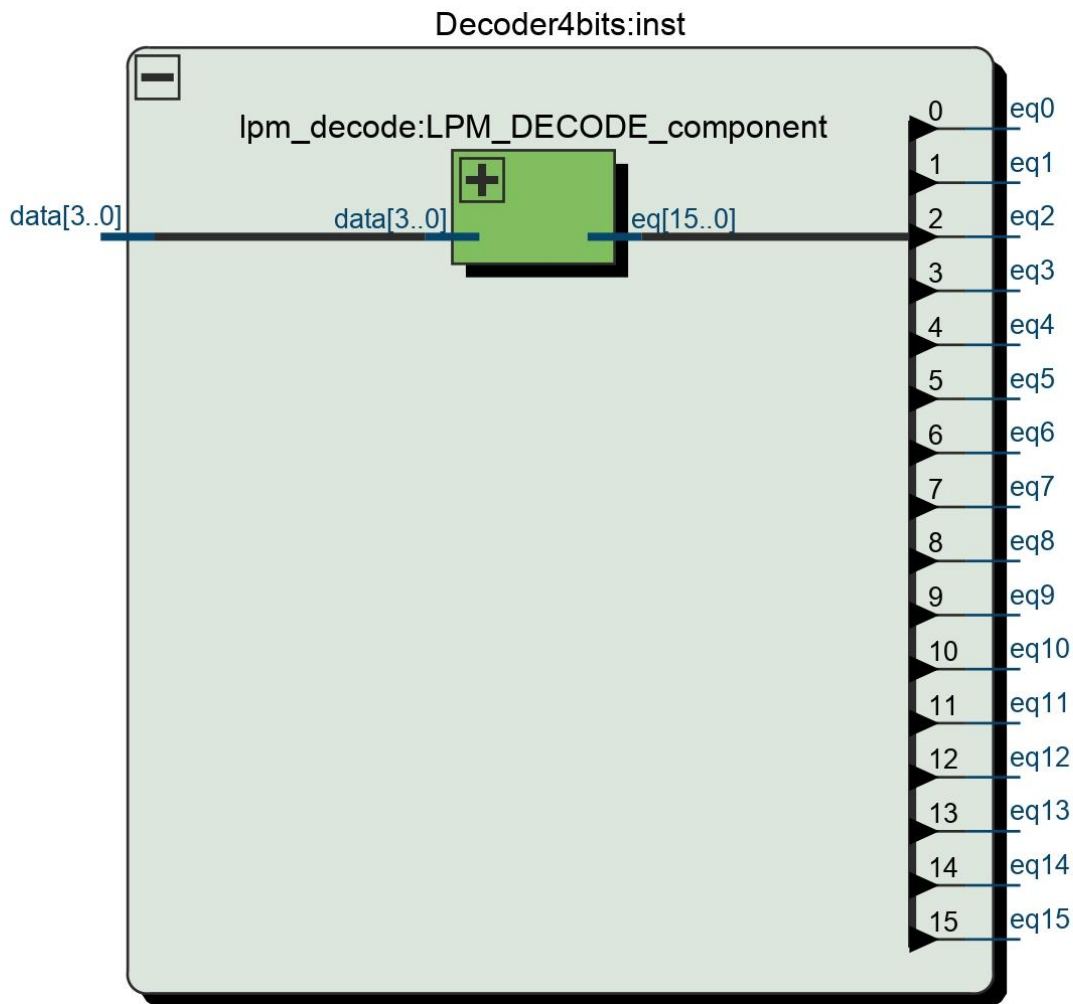 Decoder4bits:inst
lpm_decode:LPM_DECODE_component
data[3..0] data[3..0] eq[15..0]
0 eq0
1 eq1
2 eq2
3 eq3
4 eq4
5 eq5
6 eq6
7 eq7
8 eq8
9 eq9
10 eq10
11 eq11
12 eq12
13 eq13
14 eq14
15 eq15